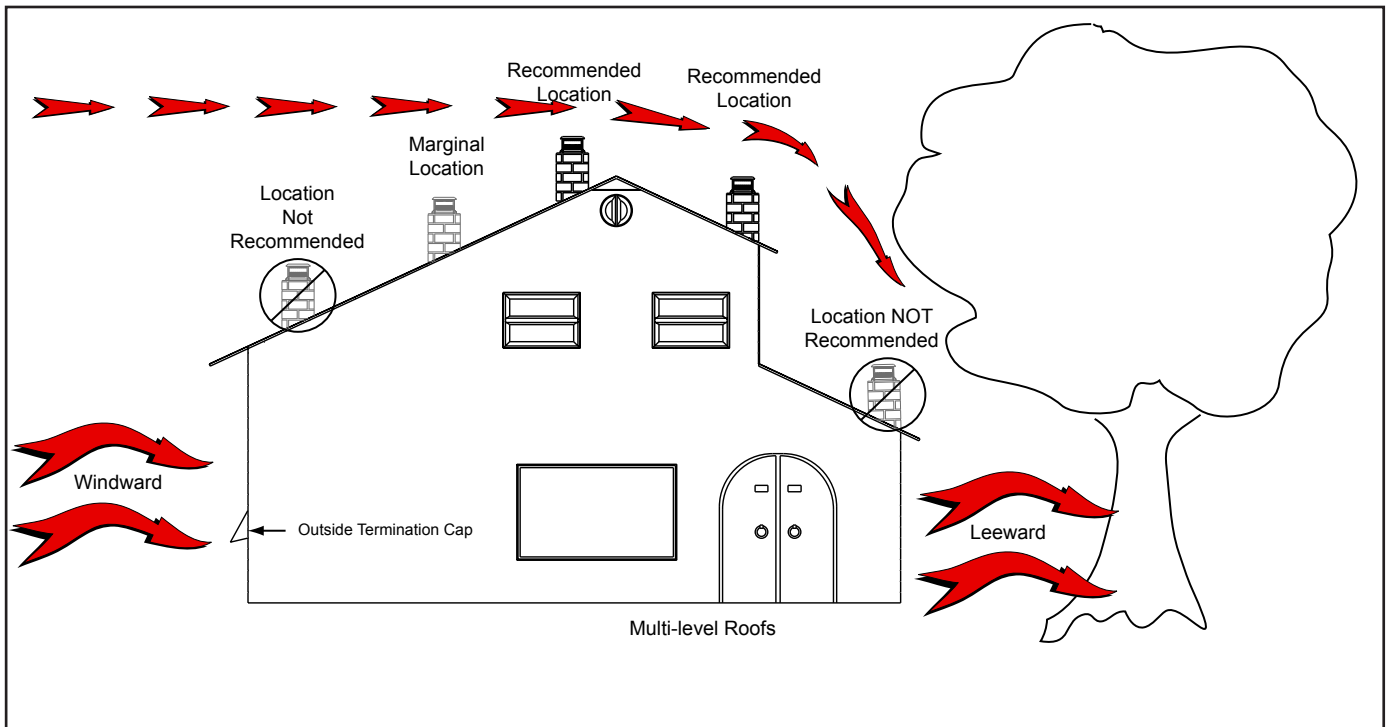 Recommended
Location
Recommended
Location
Marginal
Location
Location
Not
Recommended
Location NOT
Recommended
Windward
Outside Termination Cap
Leeward
Multi-level Roofs